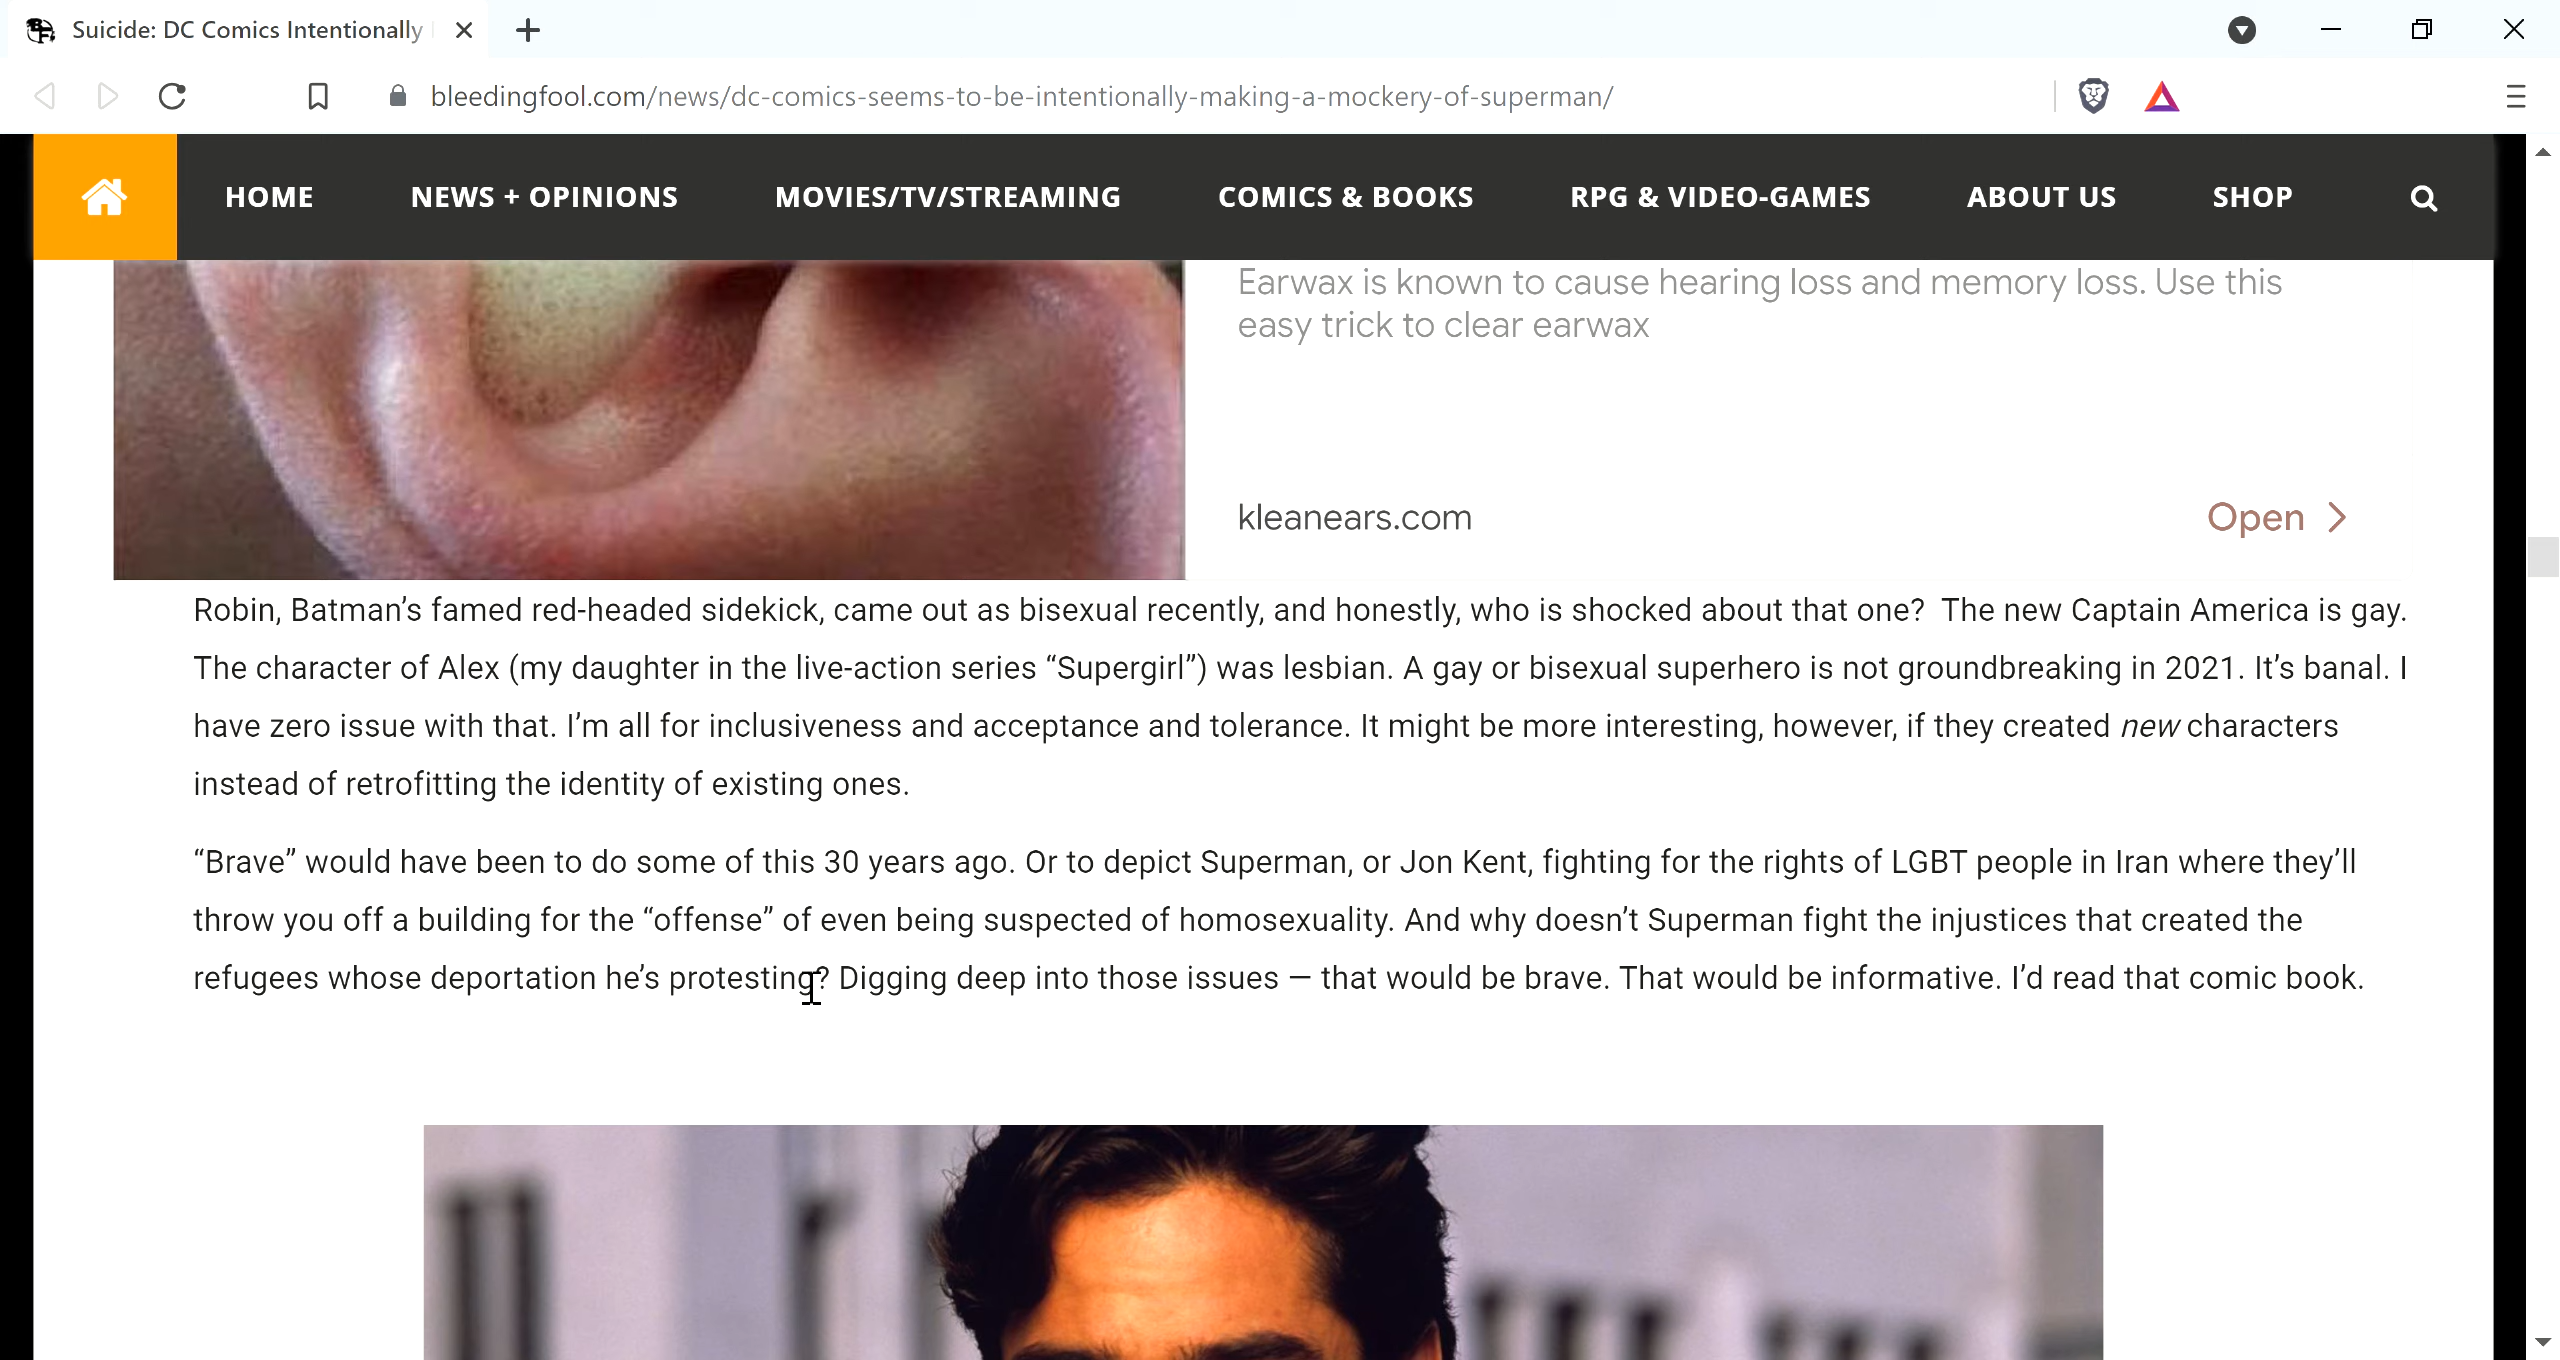 Suicide: DC Comics Intentionally
bleedingfool.com/news/dc-comics-seems-to-be-intentionally-making-a-mockery-of-superman/
HOME NEWS + OPINIONS MOVIES/TV/STREAMING COMICS & BOOKS RPG & VIDEO-GAMES ABOUT US SHOP
Earwax is known to cause hearing loss and memory loss. Use this
easy trick to clear earwax
kleanears.com
Open
Robin, Batman’s famed red-headed sidekick, came out as bisexual recently, and honestly, who is shocked about that one?  The new Captain America is gay.
The character of Alex (my daughter in the live-action series “Supergirl”) was lesbian. A gay or bisexual superhero is not groundbreaking in 2021. It’s banal. I
have zero issue with that. I’m all for inclusiveness and acceptance and tolerance. It might be more interesting, however, if they created new characters
instead of retrofitting the identity of existing ones.
“Brave” would have been to do some of this 30 years ago. Or to depict Superman, or Jon Kent, fighting for the rights of LGBT people in Iran where they’ll
throw you off a building for the “offense” of even being suspected of homosexuality. And why doesn’t Superman fight the injustices that created the
refugees whose deportation he’s protesting? Digging deep into those issues — that would be brave. That would be informative. I’d read that comic book.